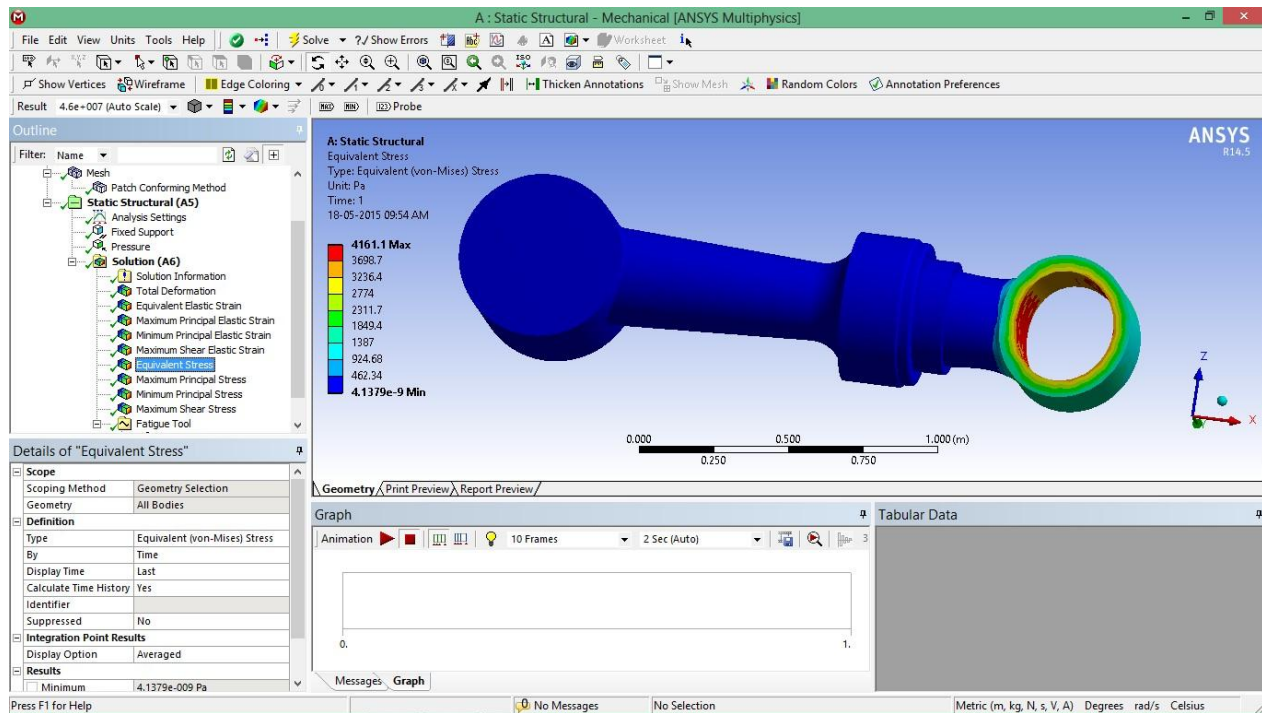 A : Static Structural - Mechanical [ANSYS Multiphysics]
File Edit View Units Tools Help Solve ?/ Show Errors Worksheet
Show Vertices Wireframe Edge Coloring Thicken Annotations Show Mesh Random Colors Annotation Preferences
Result 4.6e+007 (Auto Scale) MAX MIN 123 Probe
Outline
Filter: Name
Mesh
Patch Conforming Method
Static Structural (A5)
Analysis Settings
Fixed Support
Pressure
Solution (A6)
Solution Information
Total Deformation
Equivalent Elastic Strain
Maximum Principal Elastic Strain
Minimum Principal Elastic Strain
Maximum Shear Elastic Strain
Equivalent Stress
Maximum Principal Stress
Minimum Principal Stress
Maximum Shear Stress
Fatigue Tool
Details of "Equivalent Stress"
Scope
Scoping Method Geometry Selection
Geometry All Bodies
Definition
Type Equivalent (von-Mises) Stress
By Time
Display Time Last
Calculate Time History Yes
Identifier
Suppressed No
Integration Point Results
Display Option Averaged
Results
Minimum 4.1379e-009 Pa
A: Static Structural
Equivalent Stress
Type: Equivalent (von-Mises) Stress
Unit: Pa
Time: 1
18-05-2015 09:54 AM
4161.1 Max
3698.7
3236.4
2774
2311.7
1849.4
1387
924.68
462.34
4.1379e-9 Min
ANSYS
R14.5
Z
X
0.000 0.500 1.000 (m)
0.250 0.750
Geometry Print Preview Report Preview
Graph
Animation 10 Frames 2 Sec (Auto) 3
0. 1.
Messages Graph
Tabular Data
Press F1 for Help No Messages No Selection Metric (m, kg, N, s, V, A) Degrees rad/s Celsius